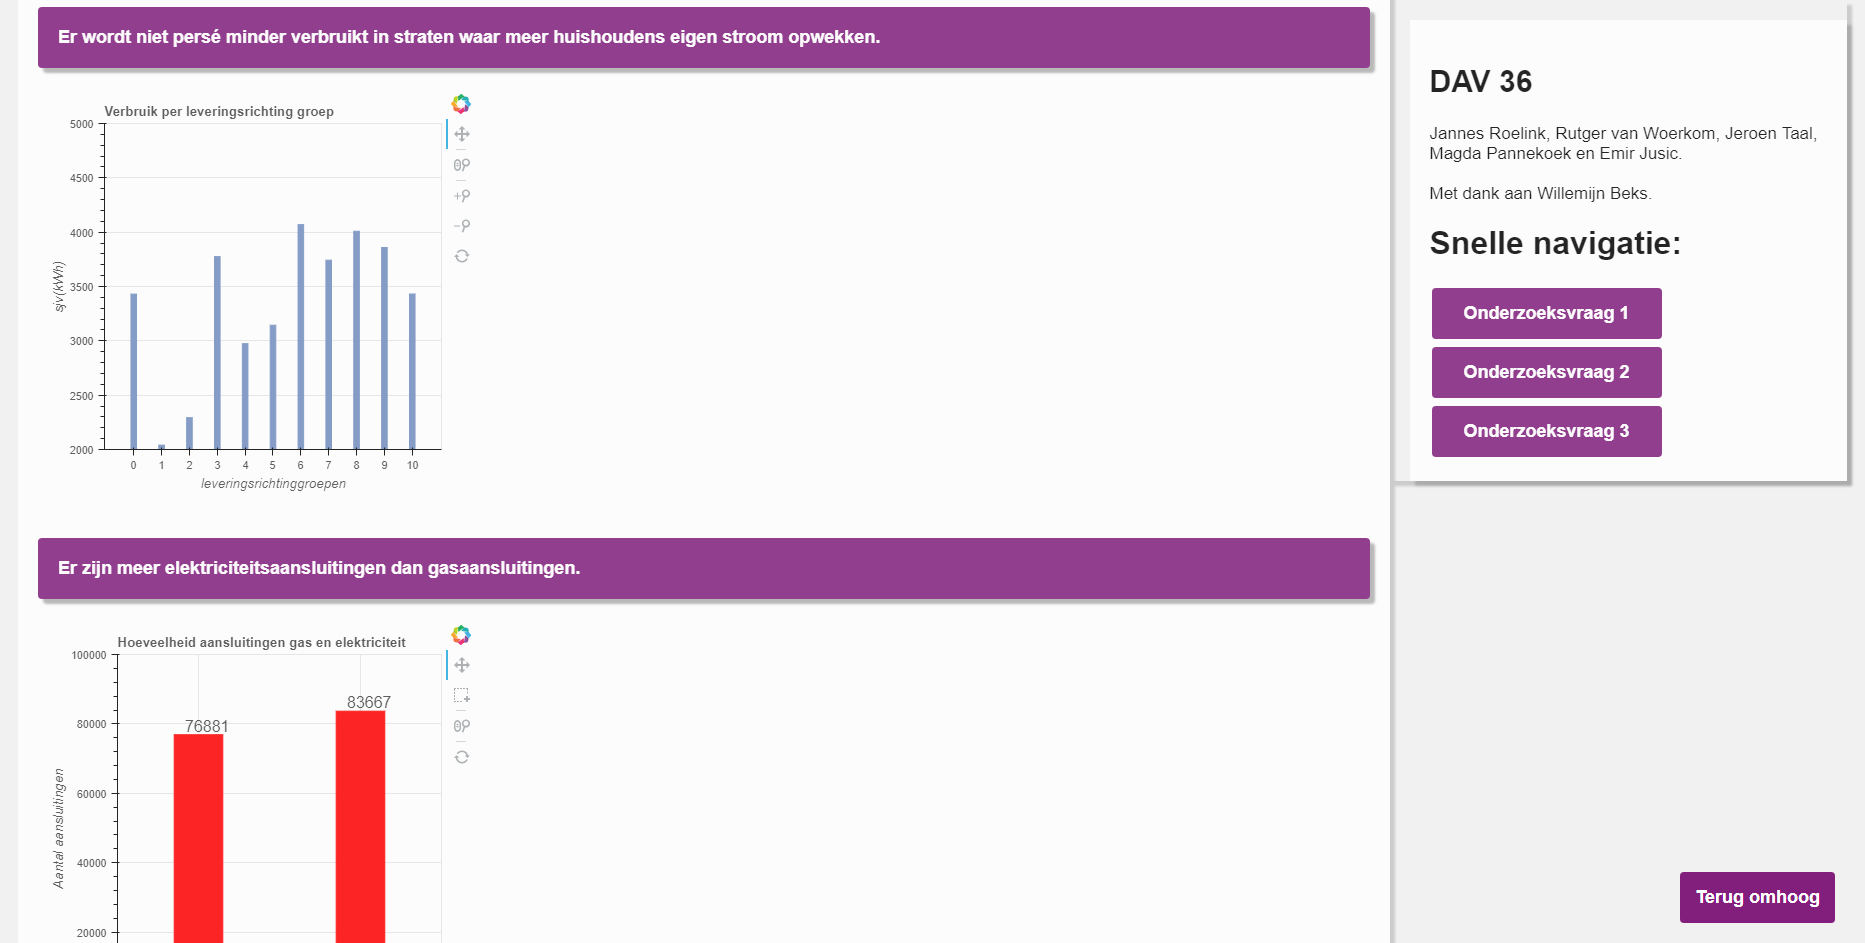 Er wordt niet persé minder verbruikt in straten waar meer huishoudens eigen stroom opwekken.
Verbruik per leveringsrichting groep
5000
4500
4000
3500
3000
2500
2000
sjv(kWh)
0 1 2 3 4 5 6 7 8 9 10
leveringsrichtinggroepen
Er zijn meer elektriciteitsaansluitingen dan gasaansluitingen.
Hoeveelheid aansluitingen gas en elektriciteit
100000
80000
60000
40000
20000
Aantal aansluitingen
76881
83667
DAV 36
Jannes Roelink, Rutger van Woerkom, Jeroen Taal,
Magda Pannekoek en Emir Jusic.
Met dank aan Willemijn Beks.
Snelle navigatie:
Onderzoeksvraag 1
Onderzoeksvraag 2
Onderzoeksvraag 3
Terug omhoog